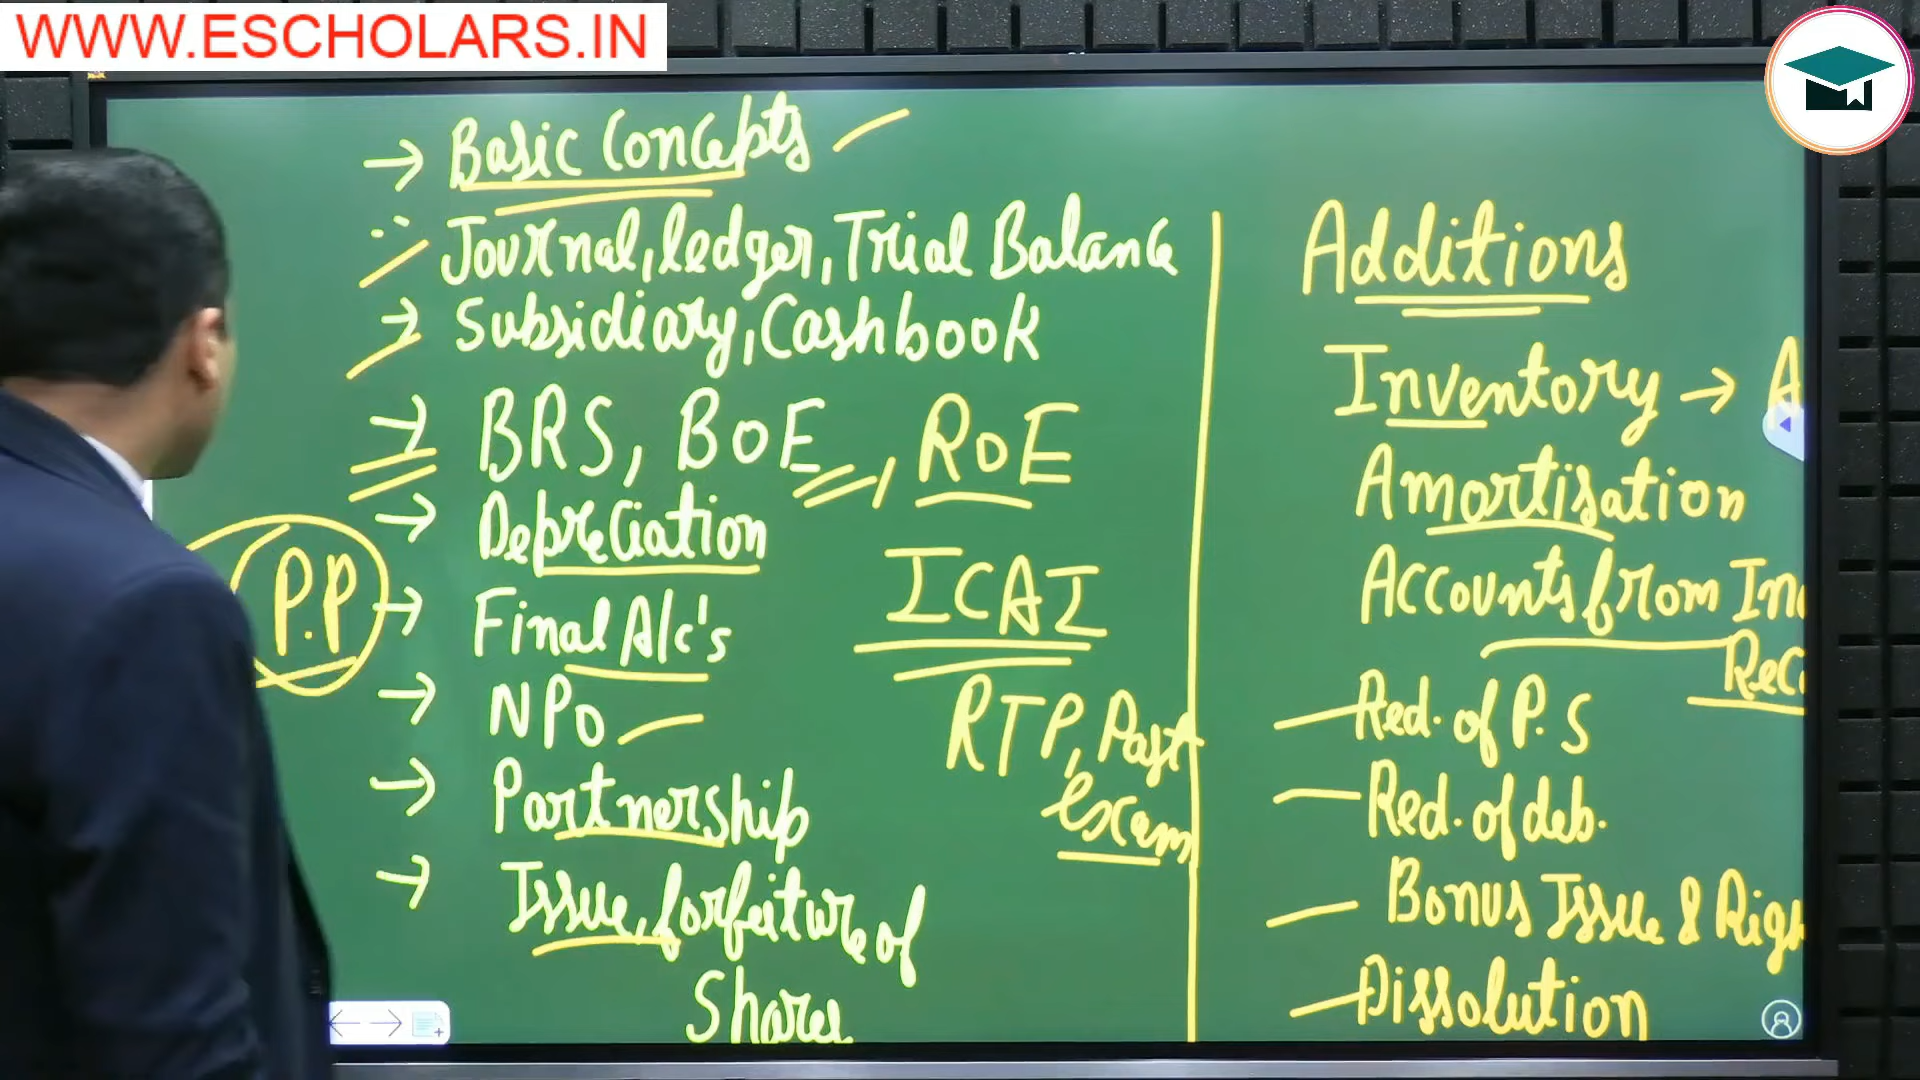 WWW.ESCHOLARS.IN
→ Basic Concepts
Journal, ledger, Trial Balance
→ Subsidiary, Cashbook
→ BRS, BOE, ROE
→ Depreciation
P.P
→ Final A/c's
→ NPO
→ Partnership
→ Issue, forfeiture of
Shares
ICAI
RTP, Past
Exam
Additions
Inventory → A
Amortisation
Accounts from In
Rec
Red. of P.S
Red. of deb.
Bonus Issue & Righ
Dissolution